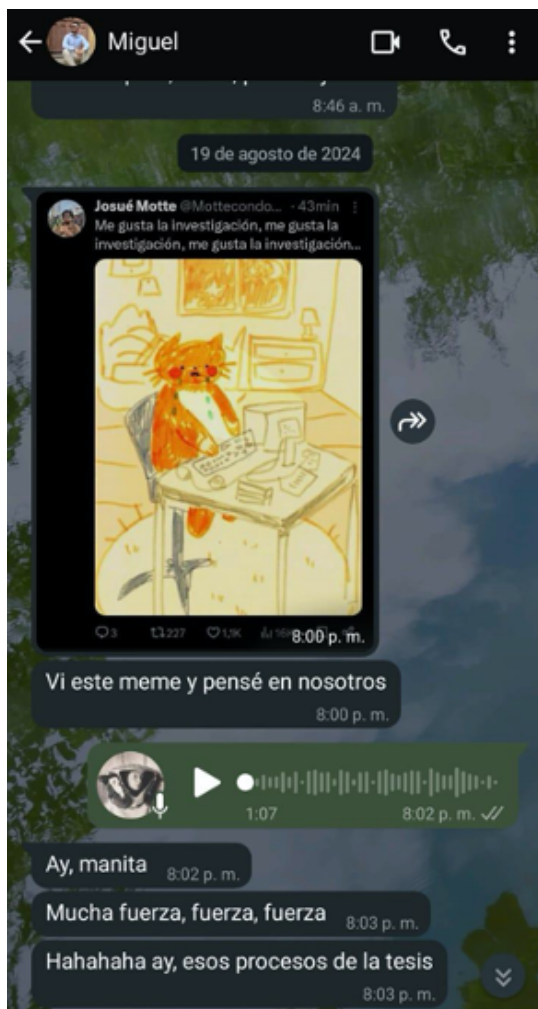 Miguel
8:46 a. m.
19 de agosto de 2024
Josué Motte @Mottecondo... · 43min
Me gusta la investigación, me gusta la
investigación, me gusta la investigación...
3 227 1,1K 8:00 p. m.
Vi este meme y pensé en nosotros
8:00 p. m.
1:07 8:02 p. m.
Ay, manita 8:02 p. m.
Mucha fuerza, fuerza, fuerza 8:03 p. m.
Hahahaha ay, esos procesos de la tesis
8:03 p. m.